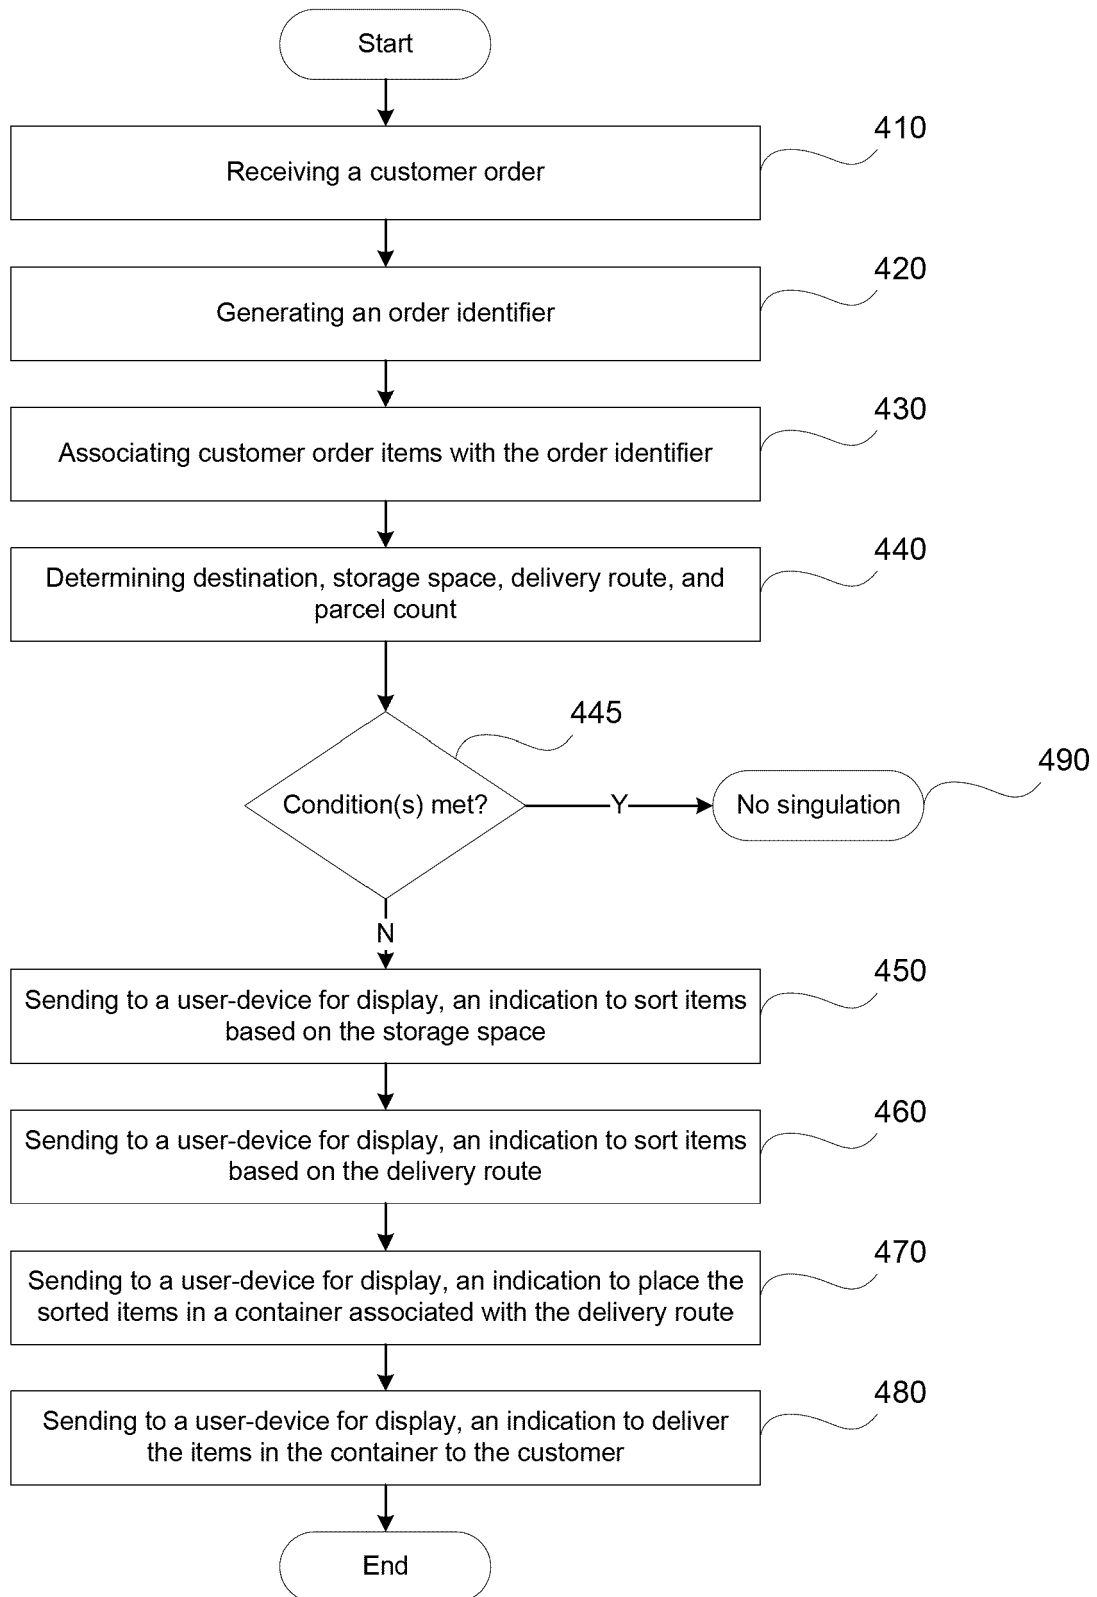 Start
410
Receiving a customer order
420
Generating an order identifier
430
Associating customer order items with the order identifier
440
Determining destination, storage space, delivery route, and
parcel count
445
490
Condition(s) met?
Y
No singulation
N
450
Sending to a user-device for display, an indication to sort items
based on the storage space
460
Sending to a user-device for display, an indication to sort items
based on the delivery route
470
Sending to a user-device for display, an indication to place the
sorted items in a container associated with the delivery route
480
Sending to a user-device for display, an indication to deliver
the items in the container to the customer
End